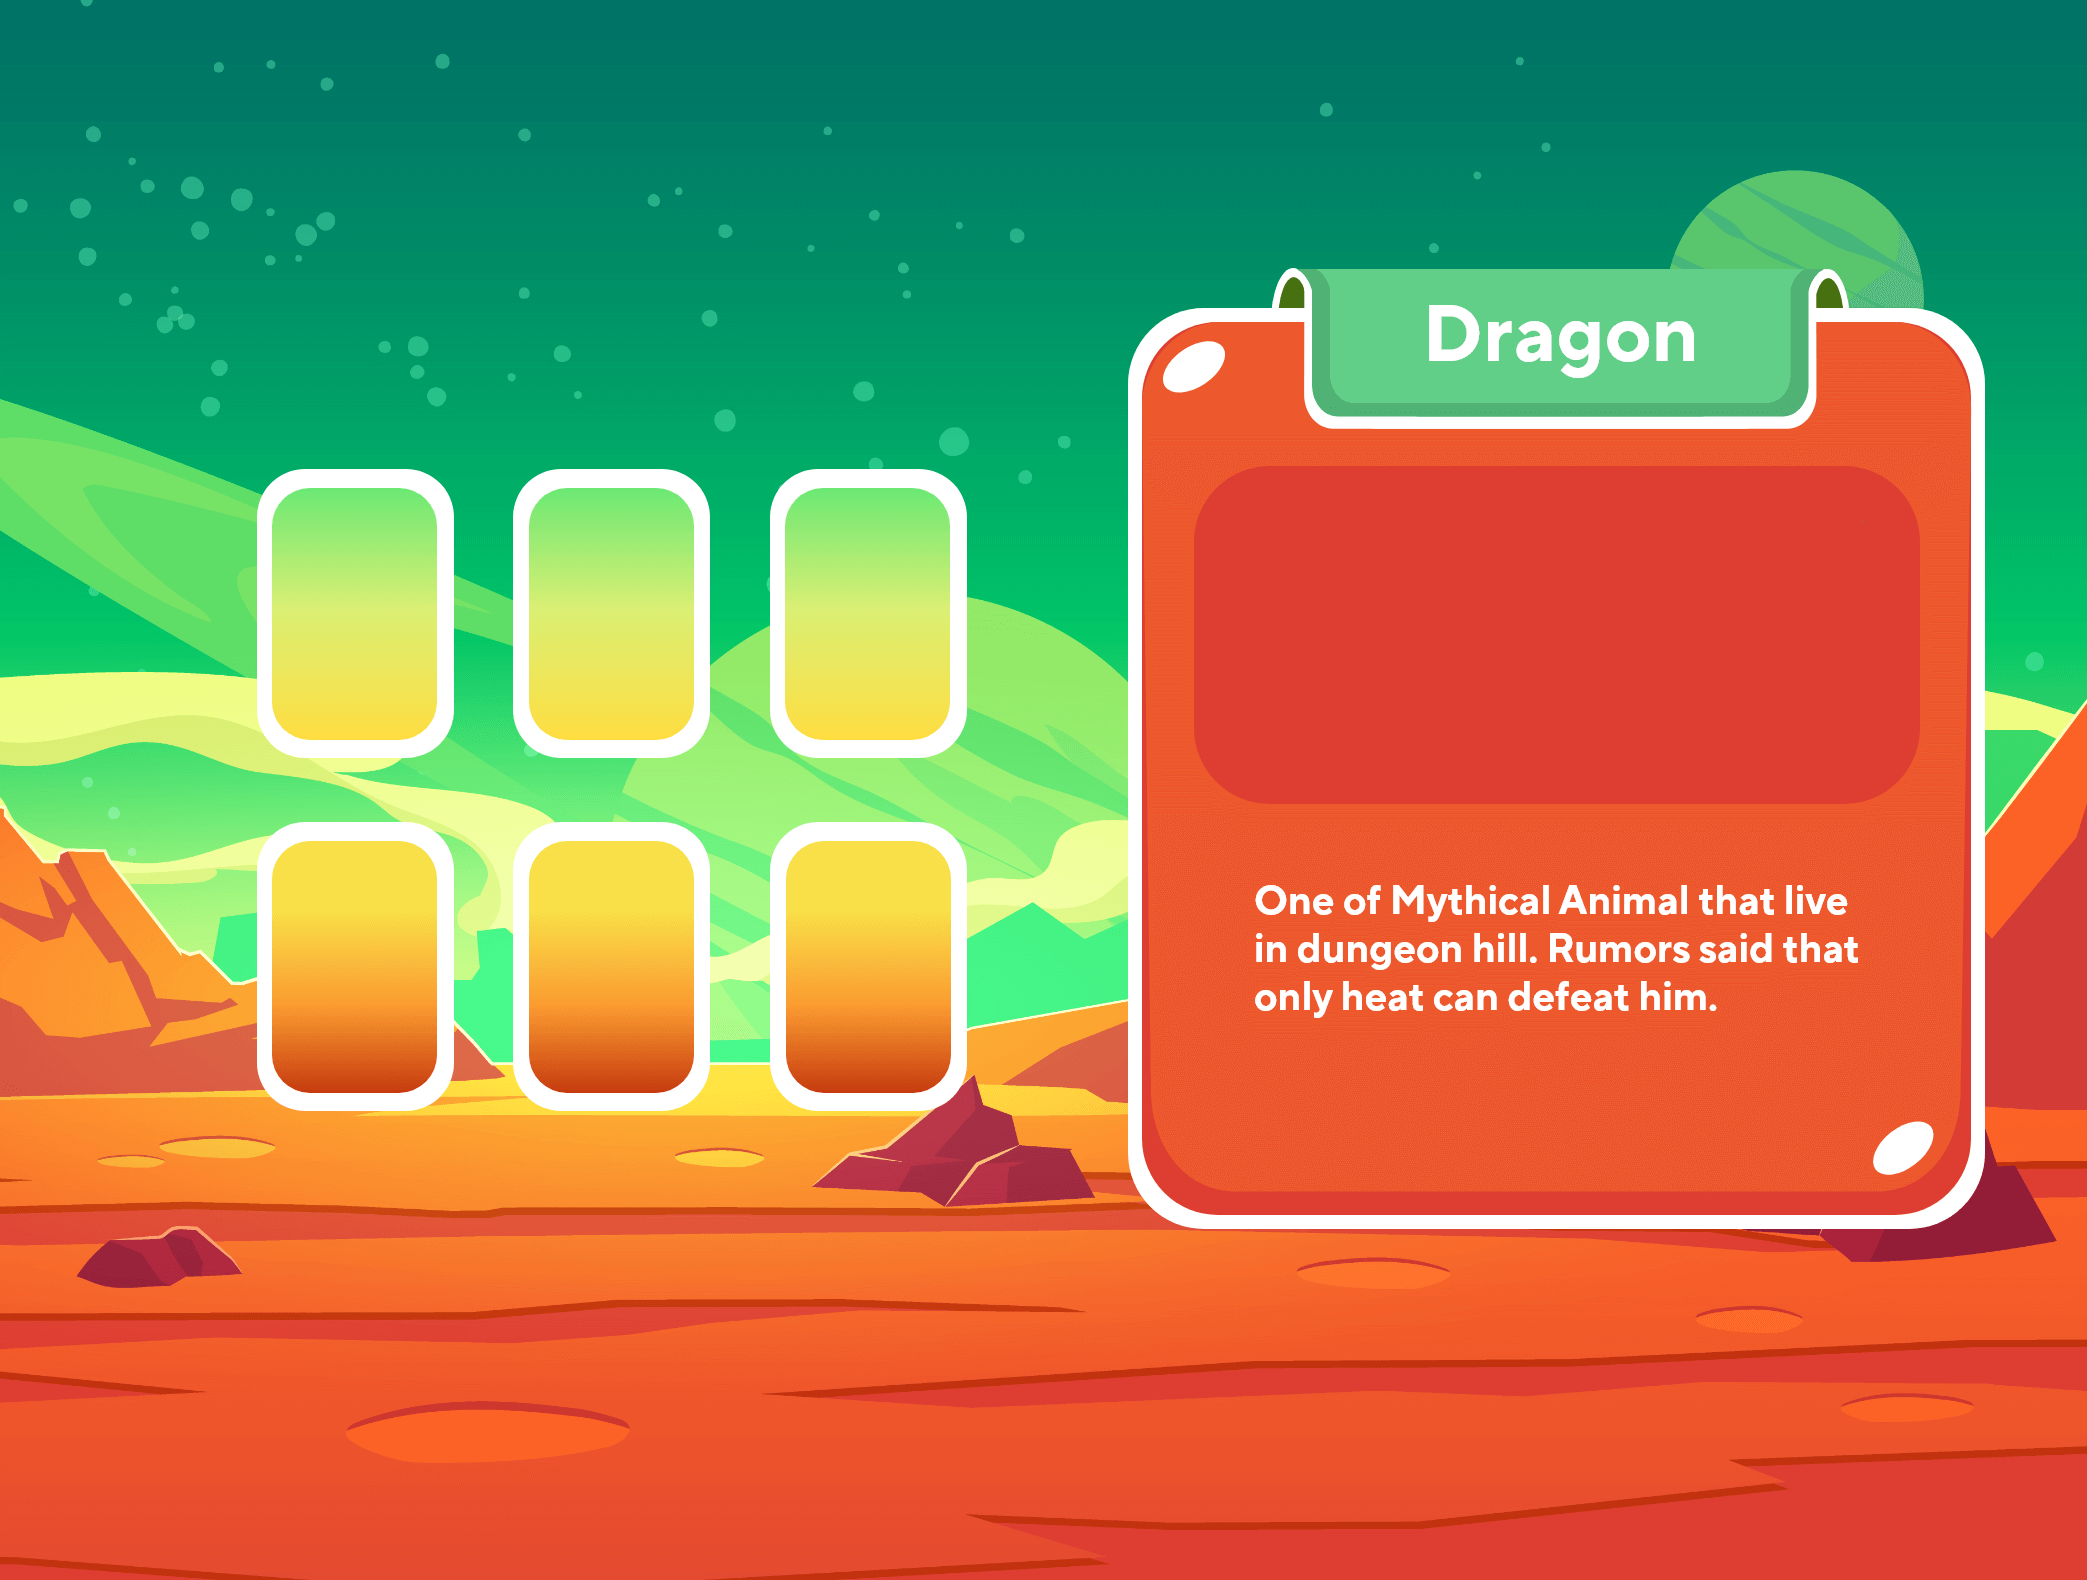 Dragon
One of Mythical Animal that live
in dungeon hill. Rumors said that
only heat can defeat him.